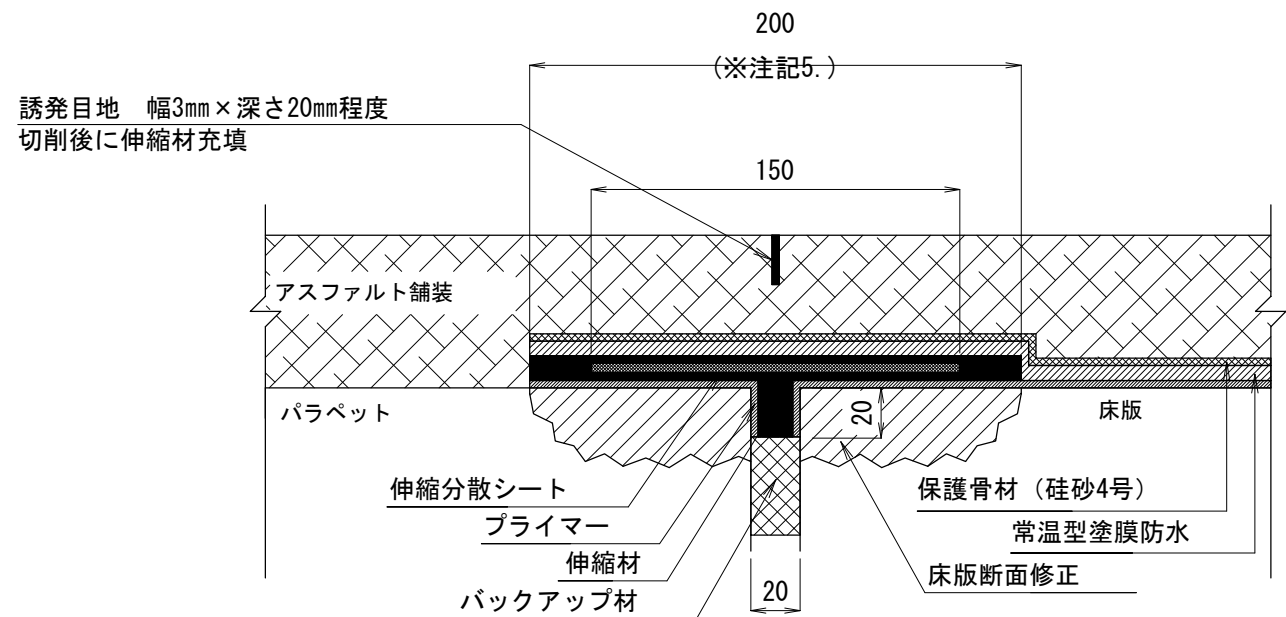 200
(※注記5.)
誘発目地　幅3㎜×深さ20㎜程度
切削後に伸縮材充填
150
アスファルト舗装
パラペット
20
床版
伸縮分散シート
保護骨材（硅砂4号）
プライマー
常温型塗膜防水
伸縮材
床版断面修正
バックアップ材
20